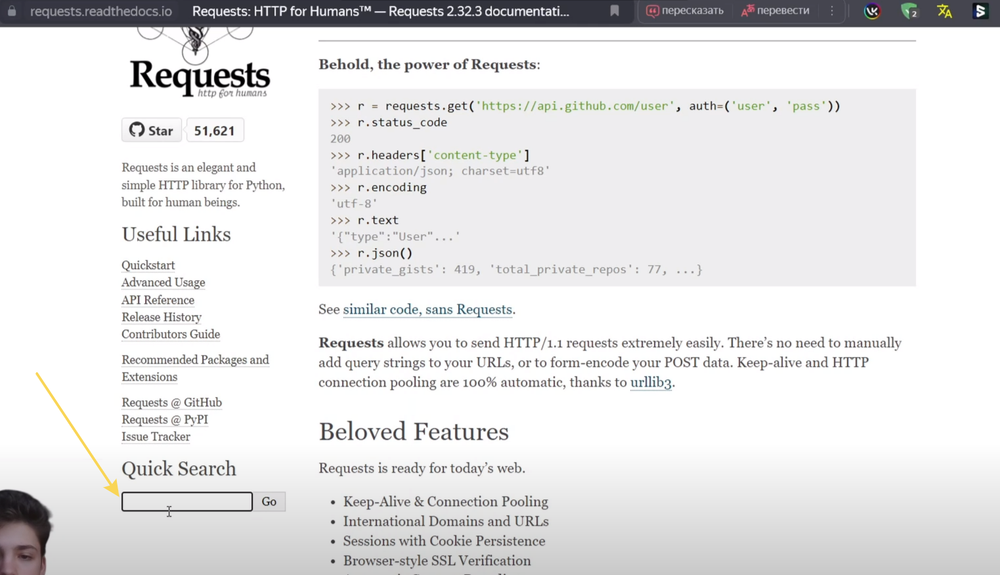 requests.readthedocs.io
Requests: HTTP for Humans™ — Requests 2.32.3 documentati...
пересказать
перевести
2
Requests
http for humans
Star
51,621
Requests is an elegant and
simple HTTP library for Python,
built for human beings.
Useful Links
Quickstart
Advanced Usage
API Reference
Release History
Contributors Guide
Recommended Packages and
Extensions
Requests @ GitHub
Requests @ PyPI
Issue Tracker
Quick Search
Go
Behold, the power of Requests:
>>> r = requests.get('https://api.github.com/user', auth=('user', 'pass'))
>>> r.status_code
200
>>> r.headers['content-type']
'application/json; charset=utf8'
>>> r.encoding
'utf-8'
>>> r.text
'{"type":"User"...'
>>> r.json()
{'private_gists': 419, 'total_private_repos': 77, ...}
See similar code, sans Requests.
Requests allows you to send HTTP/1.1 requests extremely easily. There’s no need to manually
add query strings to your URLs, or to form-encode your POST data. Keep-alive and HTTP
connection pooling are 100% automatic, thanks to urllib3.
Beloved Features
Requests is ready for today’s web.
• Keep-Alive & Connection Pooling
• International Domains and URLs
• Sessions with Cookie Persistence
• Browser-style SSL Verification